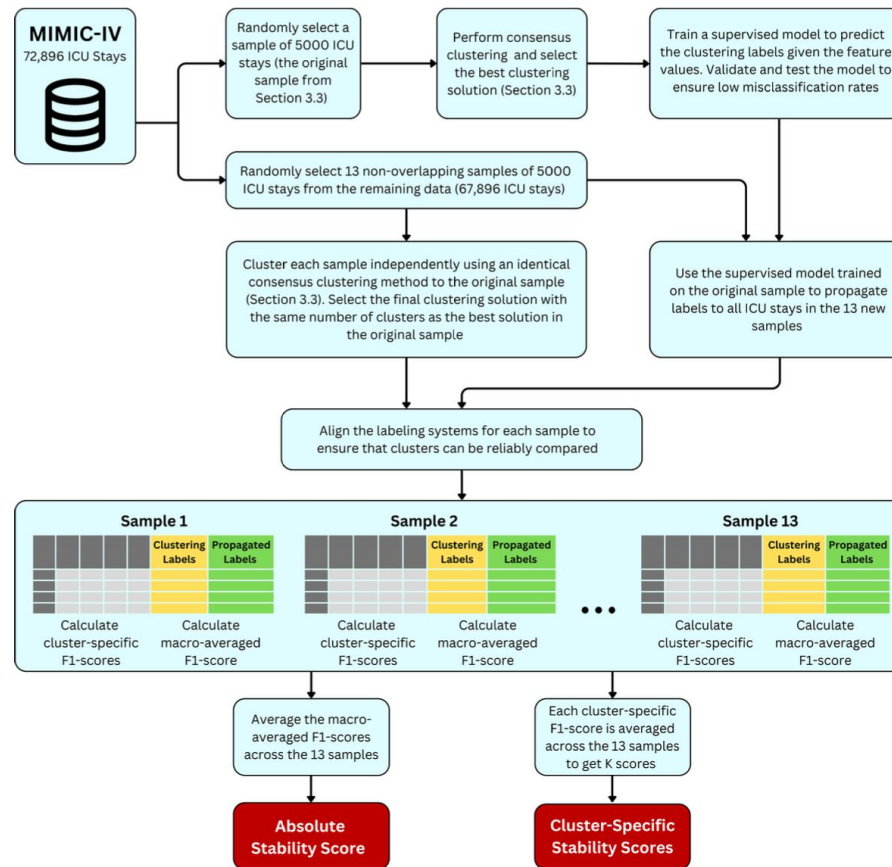 MIMIC-IV
72,896 ICU Stays
Randomly select a
sample of 5000 ICU
stays (the original
sample from
Section 3.3)
Perform consensus
clustering and select
the best clustering
solution (Section 3.3)
Train a supervised model to predict
the clustering labels given the feature
values. Validate and test the model to
ensure low misclassification rates
Randomly select 13 non-overlapping samples of 5000
ICU stays from the remaining data (67,896 ICU stays)
Cluster each sample independently using an identical
consensus clustering method to the original sample
(Section 3.3). Select the final clustering solution with
the same number of clusters as the best solution in
the original sample
Use the supervised model trained
on the original sample to propagate
labels to all ICU stays in the 13 new
samples
Align the labeling systems for each sample to
ensure that clusters can be reliably compared
Sample 1
Clustering
Labels
Propagated
Labels
Calculate
cluster-specific
F1-scores
Calculate
macro-averaged
F1-score
Sample 2
Clustering
Labels
Propagated
Labels
Calculate
cluster-specific
F1-scores
Calculate
macro-averaged
F1-score
...
Sample 13
Clustering
Labels
Propagated
Labels
Calculate
cluster-specific
F1-scores
Calculate
macro-averaged
F1-score
Average the macro-
averaged F1-scores
across the 13 samples
Each cluster-specific
F1-score is averaged
across the 13 samples
to get K scores
Absolute
Stability Score
Cluster-Specific
Stability Scores